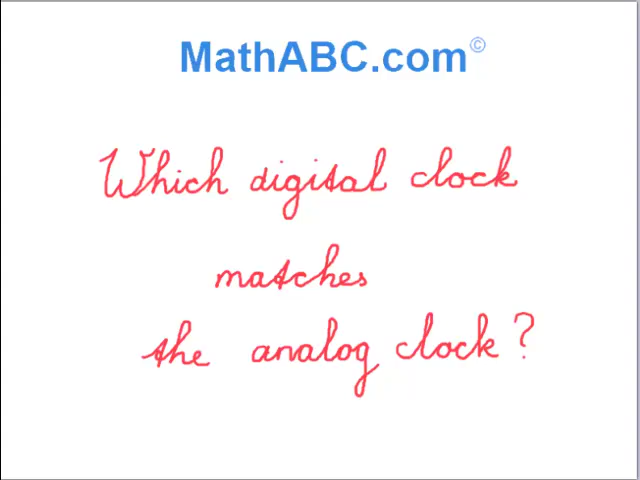 MathABC.com©
Which digital clock
matches
the analog clock?